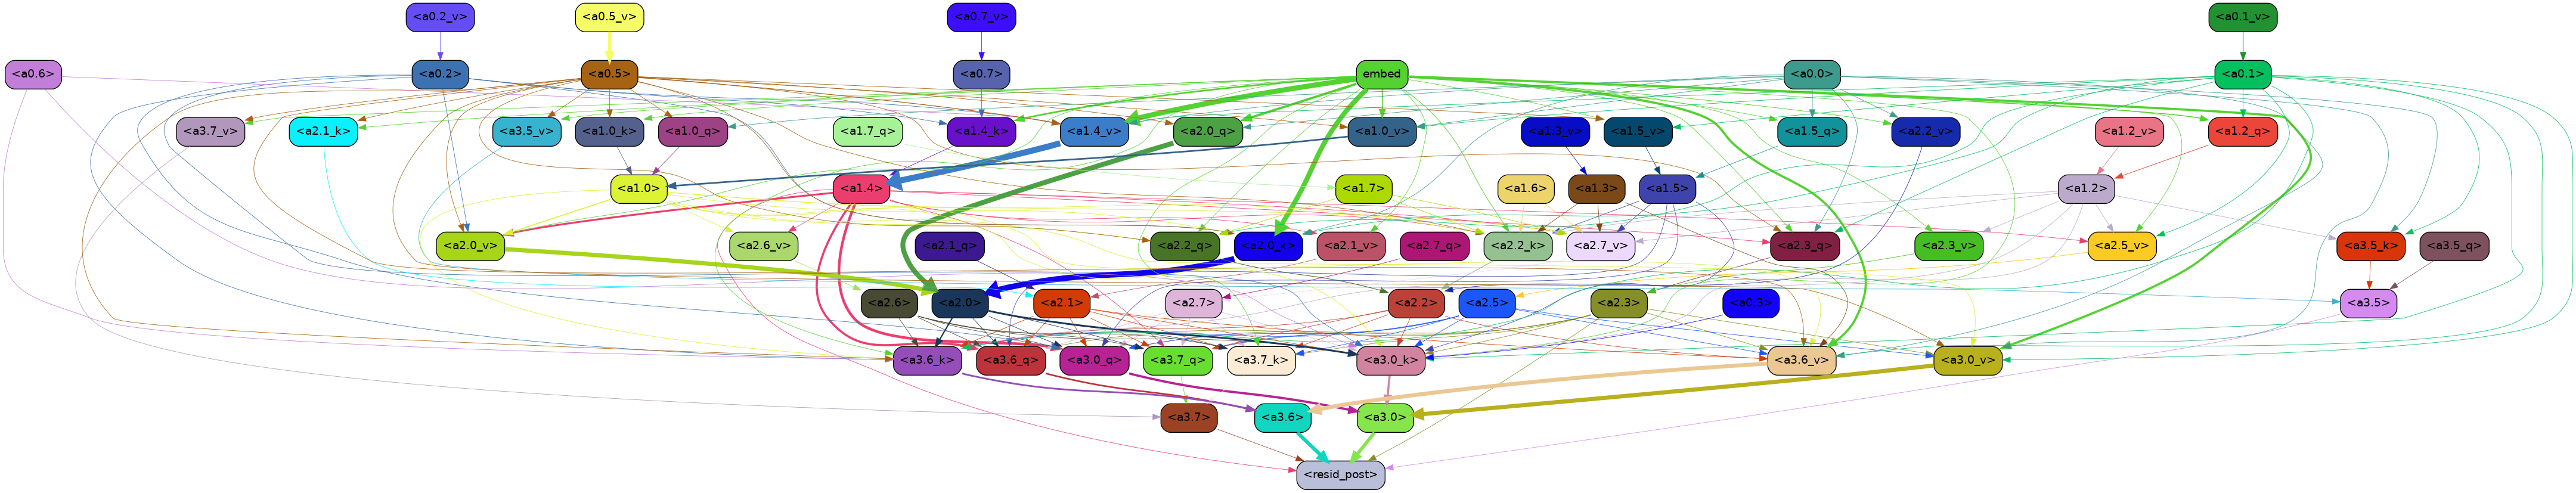 <a0.2_v> <a0.5_v> <a0.7_v> <a0.1_v>
<a0.6> <a0.2> <a0.5> <a0.7> embed <a0.0> <a0.1>
<a3.7_v> <a2.1_k> <a3.5_v> <a1.0_k> <a1.0_q> <a1.7_q> <a1.4_k> <a1.4_v> <a2.0_q> <a1.0_v> <a1.3_v> <a1.5_v> <a1.5_q> <a2.2_v> <a1.2_v> <a1.2_q>
<a1.0> <a1.4> <a1.7> <a1.6> <a1.3> <a1.5> <a1.2>
<a2.0_v> <a2.6_v> <a2.1_q> <a2.2_q> <a2.0_k> <a2.1_v> <a2.7_q> <a2.2_k> <a2.7_v> <a2.3_q> <a2.3_v> <a2.5_v> <a3.5_k> <a3.5_q>
<a2.6> <a2.0> <a2.1> <a2.7> <a2.2> <a2.5> <a2.3> <a0.3> <a3.5>
<a3.6_k> <a3.6_q> <a3.0_q> <a3.7_q> <a3.7_k> <a3.0_k> <a3.6_v> <a3.0_v>
<a3.7> <a3.6> <a3.0>
<resid_post>